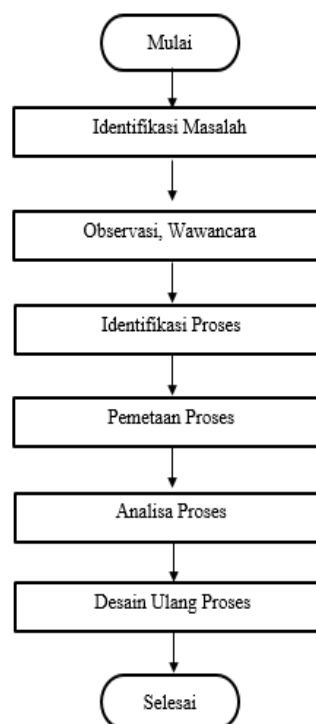 Mulai
Identifikasi Masalah
Observasi, Wawancara
Identifikasi Proses
Pemetaan Proses
Analisa Proses
Desain Ulang Proses
Selesai